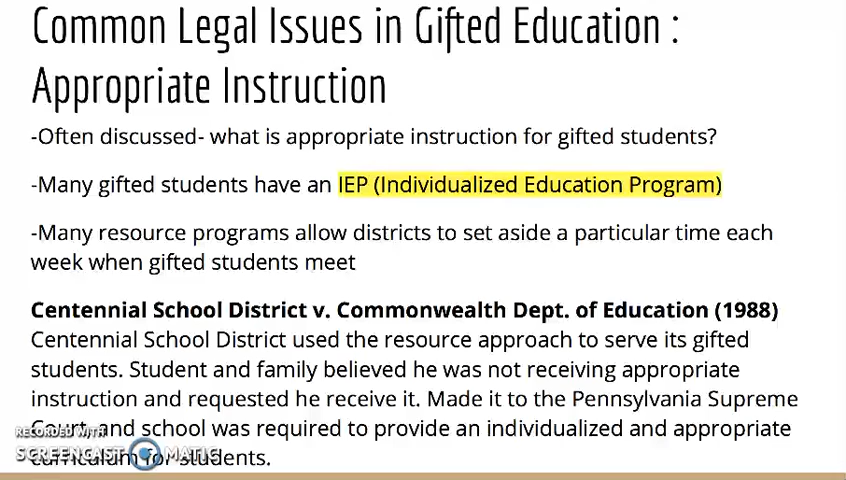 Common Legal Issues in Gifted Education :
Appropriate Instruction
-Often discussed- what is appropriate instruction for gifted students?
-Many gifted students have an IEP (Individualized Education Program)
-Many resource programs allow districts to set aside a particular time each
week when gifted students meet
Centennial School District v. Commonwealth Dept. of Education (1988)
Centennial School District used the resource approach to serve its gifted
students. Student and family believed he was not receiving appropriate
instruction and requested he receive it. Made it to the Pennsylvania Supreme
Court, and school was required to provide an individualized and appropriate
curriculum for students.
RECORDED WITH
SCREENCAST MATIC